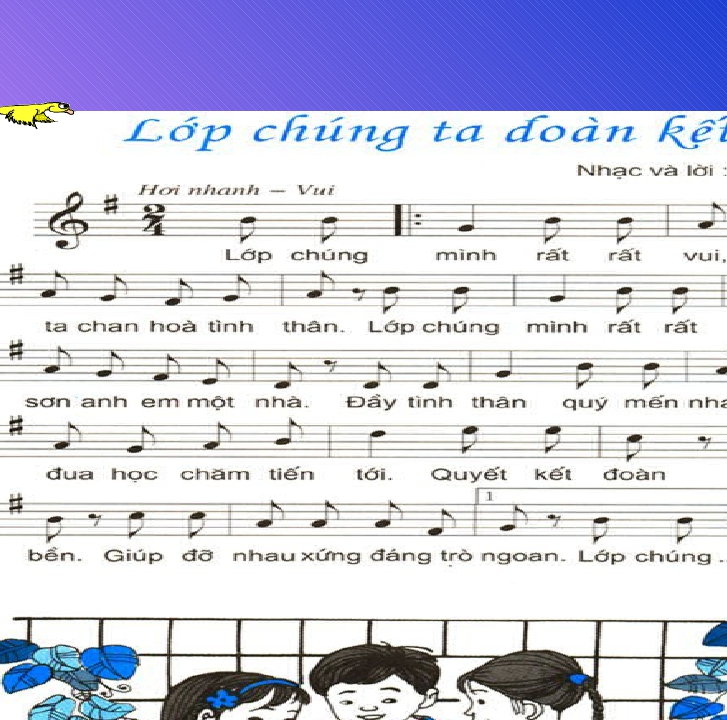 Lớp chúng ta đoàn kết
Nhạc và lời :
Hơi nhanh – Vui
2
4
Lớp chúng mình rất rất vui,
ta chan hoà tình thân. Lớp chúng mình rất rất
sơn anh em một nhà. Đầy tình thân quý mến
đua học chăm tiến tới. Quyết kết đoàn
1
bền. Giúp đỡ nhau xứng đáng trò ngoan. Lớp chúng ..